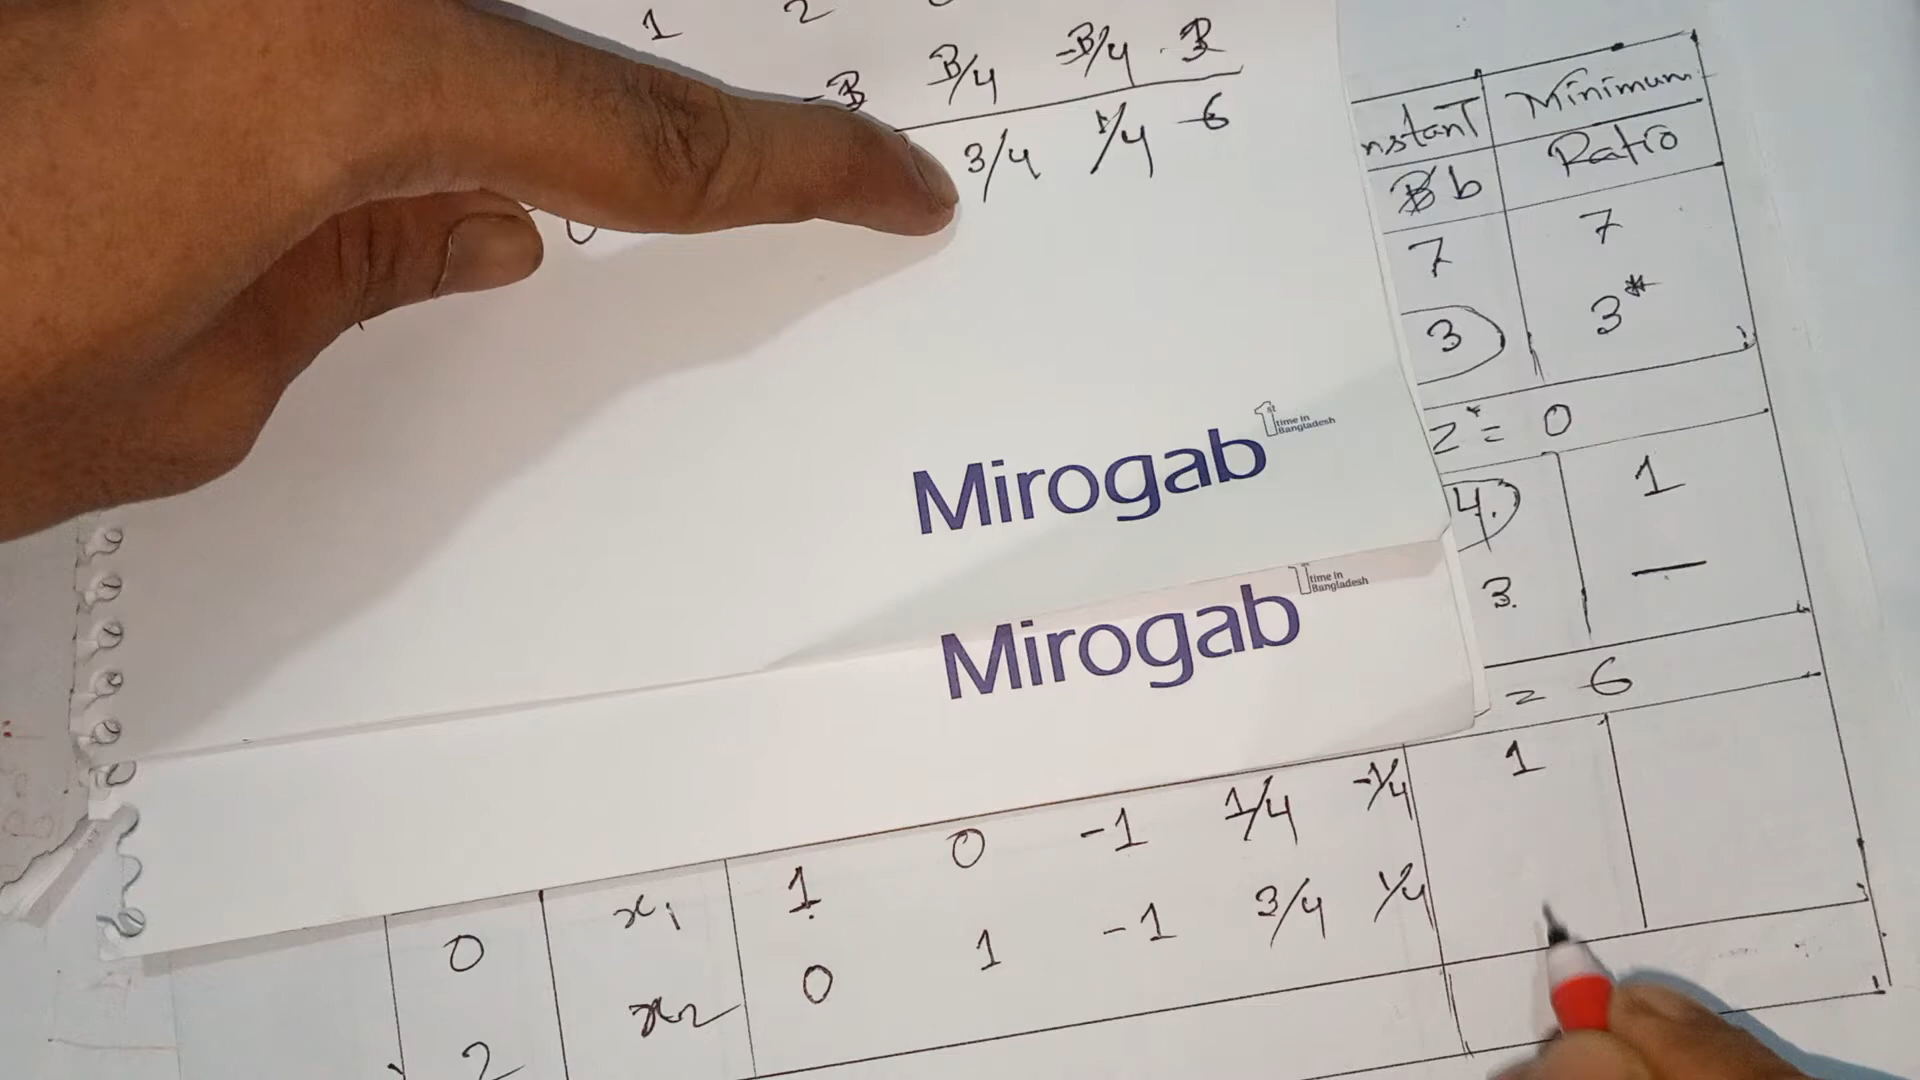 1 2
-3 3/4 -3/4 3
3/4 1/4 6
0
nstant Minimum
b Ratio
7 7
3 3*
z* = 0
4. 1
3. —
= 6
Mirogab 1st time in Bangladesh
Mirogab time in Bangladesh
0 x1 1 0 -1 1/4 -1/4 1
2 x2 0 1 -1 3/4 1/4